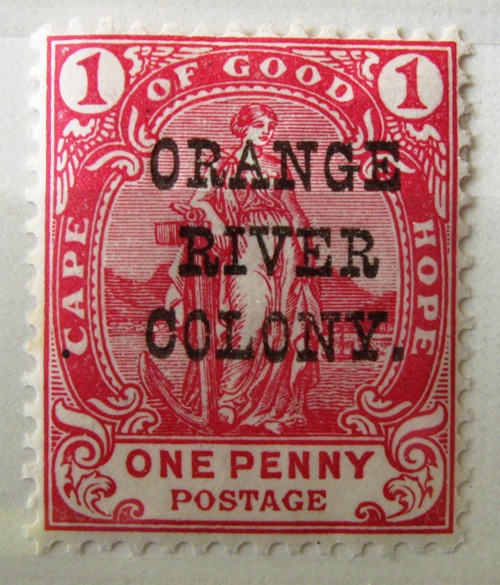 1 OF GOOD 1
CAPE
HOPE
ORANGE
RIVER
COLONY.
ONE PENNY
POSTAGE